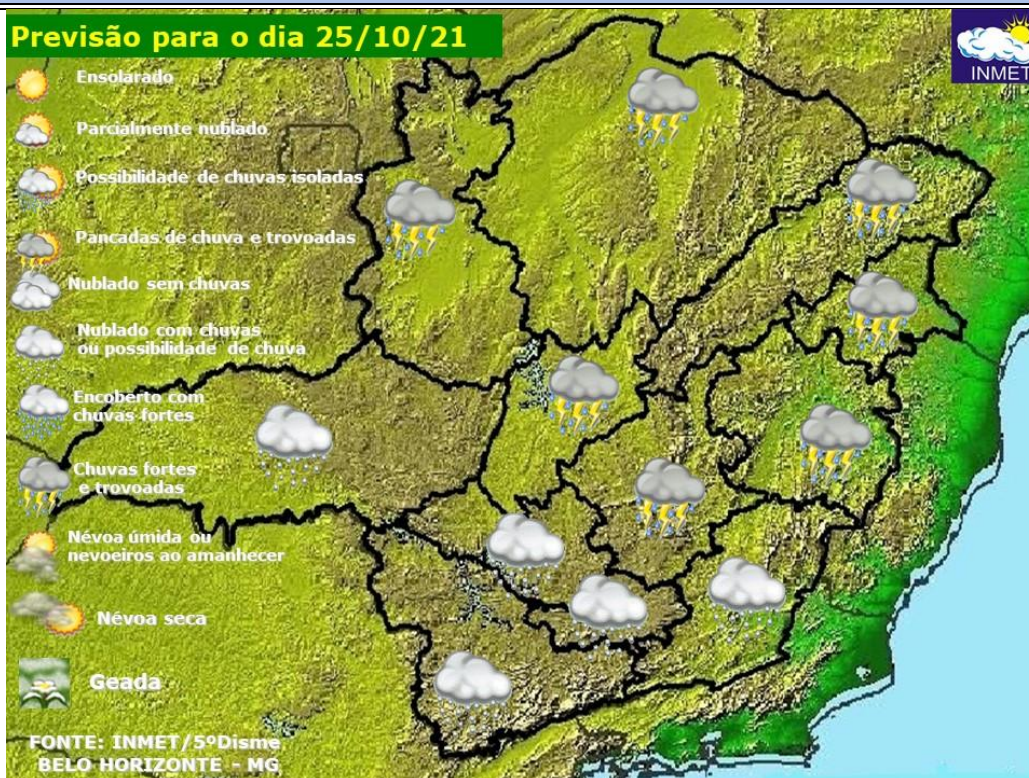 Previsão para o dia 25/10/21
INMET
Ensolarado
Parcialmente nublado
Possibilidade de chuvas isoladas
Pancadas de chuva e trovoadas
Nublado sem chuvas
Nublado com chuvas
ou possibilidade de chuva
Encoberto com
chuvas fortes
Chuvas fortes
e trovoadas
Névoa úmida ou
nevoeiros ao amanhecer
Névoa seca
Geada
FONTE: INMET/5ºDisme
BELO HORIZONTE - MG